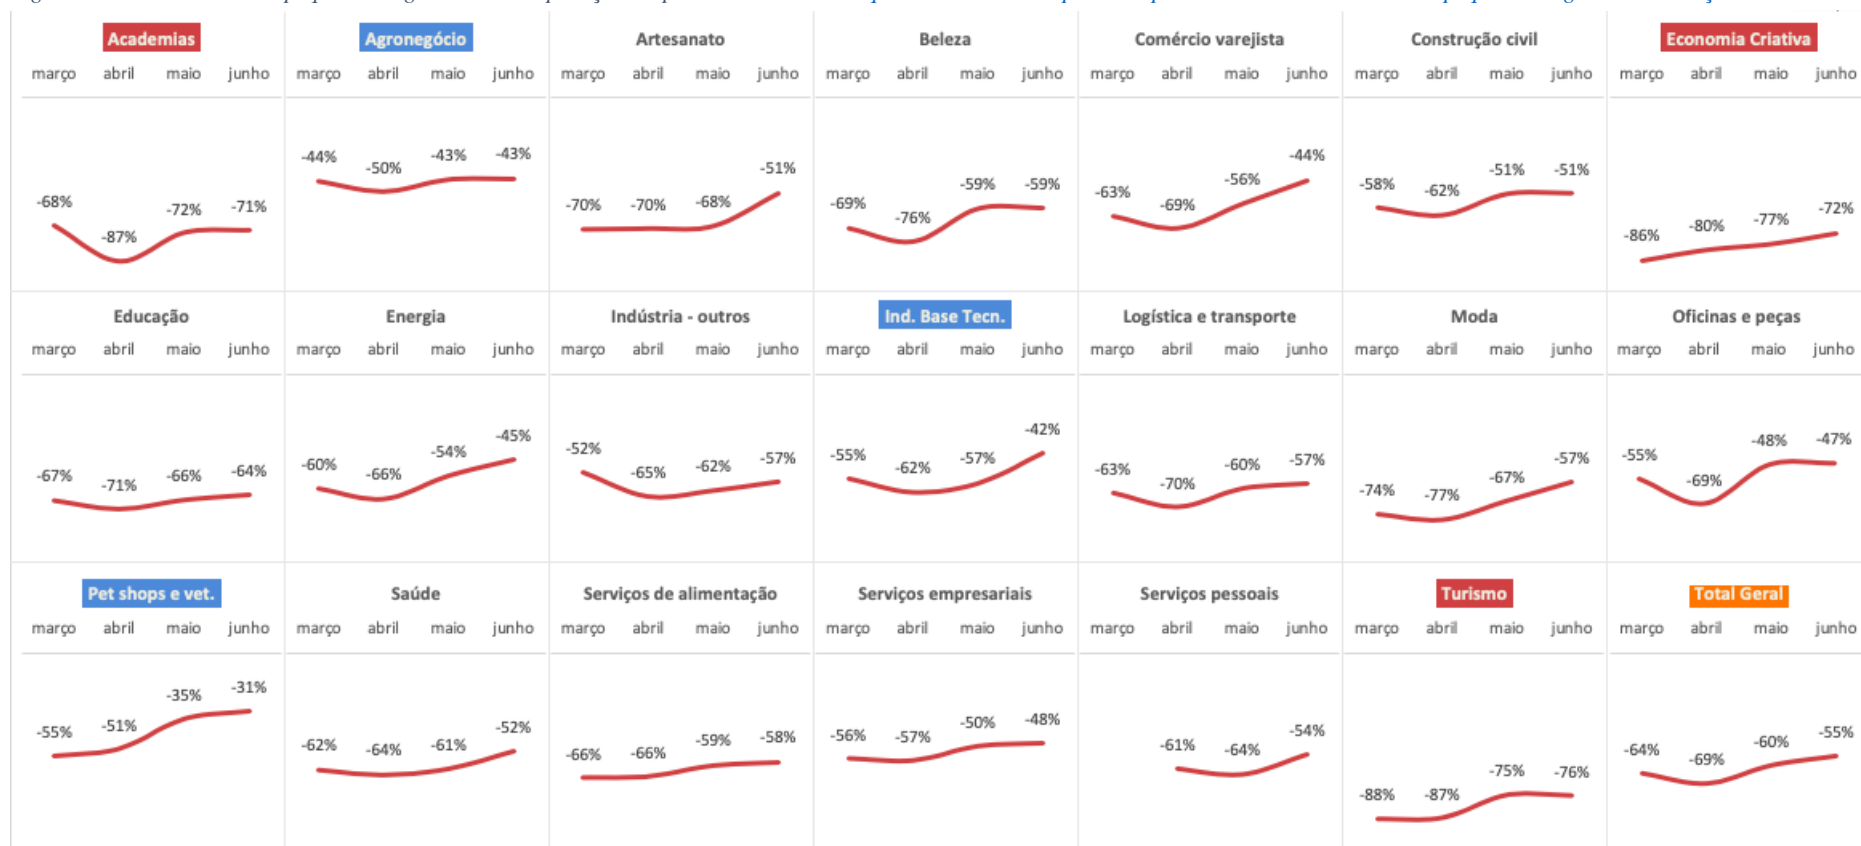 Academias Agronegócio Artesanato Beleza Comércio varejista Construção civil Economia Criativa
março abril maio junho março abril maio junho março abril maio junho março abril maio junho março abril maio junho março abril maio junho março abril maio junho
-68% -87% -72% -71% -44% -50% -43% -43% -70% -70% -68% -51% -69% -76% -59% -59% -63% -69% -56% -44% -58% -62% -51% -51% -86% -80% -77% -72%
Educação Energia Indústria - outros Ind. Base Tecn. Logística e transporte Moda Oficinas e peças
março abril maio junho março abril maio junho março abril maio junho março abril maio junho março abril maio junho março abril maio junho março abril maio junho
-67% -71% -66% -64% -60% -66% -54% -45% -52% -65% -62% -57% -55% -62% -57% -42% -63% -70% -60% -57% -74% -77% -67% -57% -55% -69% -48% -47%
Pet shops e vet. Saúde Serviços de alimentação Serviços empresariais Serviços pessoais Turismo Total Geral
março abril maio junho março abril maio junho março abril maio junho março abril maio junho março abril maio junho março abril maio junho março abril maio junho
-55% -51% -35% -31% -62% -64% -61% -52% -66% -66% -59% -58% -56% -57% -50% -48% -61% -64% -54% -88% -87% -75% -76% -64% -69% -60% -55%